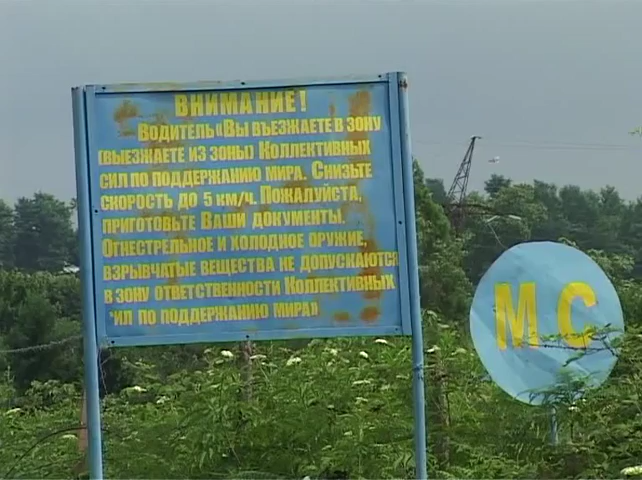 ВНИМАНИЕ!
ВОДИТЕЛЬ «ВЫ ВЪЕЗЖАЕТЕ В ЗОНУ
(ВЫЕЗЖАЕТЕ ИЗ ЗОНЫ) КОЛЛЕКТИВНЫХ
СИЛ ПО ПОДДЕРЖАНИЮ МИРА. СНИЗЬТЕ
СКОРОСТЬ ДО 5 КМ/Ч. ПОЖАЛУЙСТА,
ПРИГОТОВЬТЕ ВАШИ ДОКУМЕНТЫ.
ОГНЕСТРЕЛЬНОЕ И ХОЛОДНОЕ ОРУЖИЕ,
ВЗРЫВЧАТЫЕ ВЕЩЕСТВА НЕ ДОПУСКАЮТСЯ
В ЗОНУ ОТВЕТСТВЕННОСТИ КОЛЛЕКТИВНЫХ
ИЛ ПО ПОДДЕРЖАНИЮ МИРА»
МС